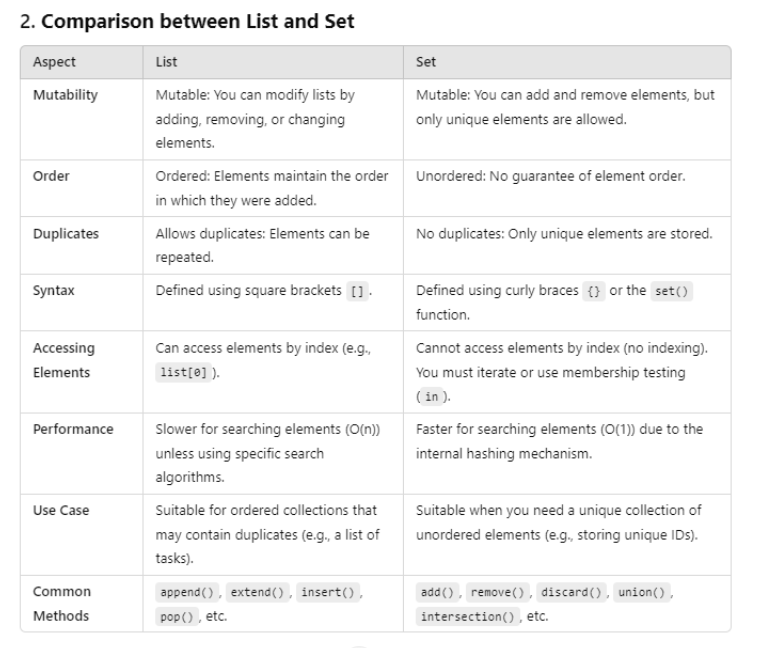 2. Comparison between List and Set
Aspect List Set
Mutability Mutable: You can modify lists by Mutable: You can add and remove elements, but
adding, removing, or changing only unique elements are allowed.
elements.
Order Ordered: Elements maintain the order Unordered: No guarantee of element order.
in which they were added.
Duplicates Allows duplicates: Elements can be No duplicates: Only unique elements are stored.
repeated.
Syntax Defined using square brackets [] . Defined using curly braces {} or the set()
function.
Accessing Can access elements by index (e.g., Cannot access elements by index (no indexing).
Elements list[0] ). You must iterate or use membership testing
( in ).
Performance Slower for searching elements (O(n)) Faster for searching elements (O(1)) due to the
unless using specific search internal hashing mechanism.
algorithms.
Use Case Suitable for ordered collections that Suitable when you need a unique collection of
may contain duplicates (e.g., a list of unordered elements (e.g., storing unique IDs).
tasks).
Common append() , extend() , insert() , add() , remove() , discard() , union() ,
Methods pop() , etc. intersection() , etc.